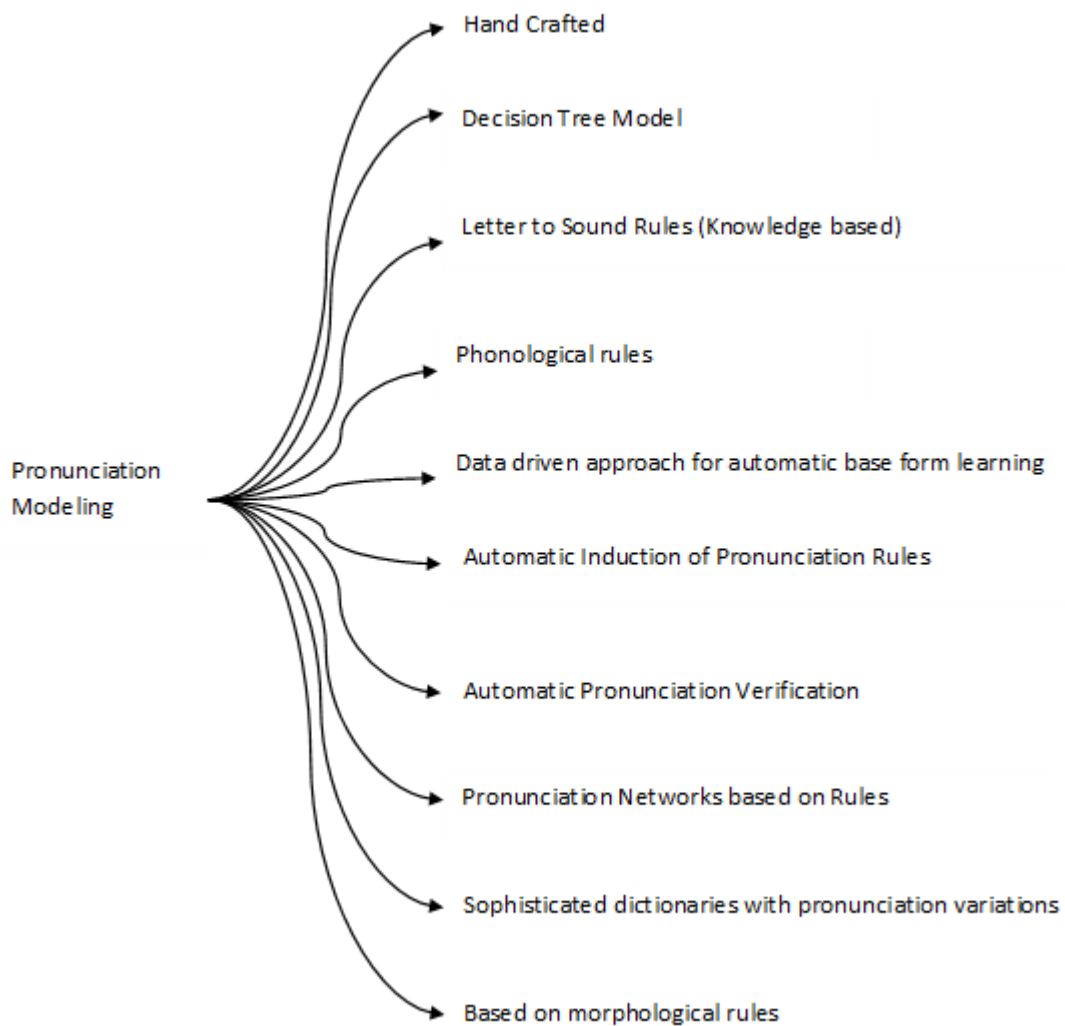 Hand Crafted
Decision Tree Model
Letter to Sound Rules (Knowledge based)
Phonological rules
Pronunciation
Modeling
Data driven approach for automatic base form learning
Automatic Induction of Pronunciation Rules
Automatic Pronunciation Verification
Pronunciation Networks based on Rules
Sophisticated dictionaries with pronunciation variations
Based on morphological rules